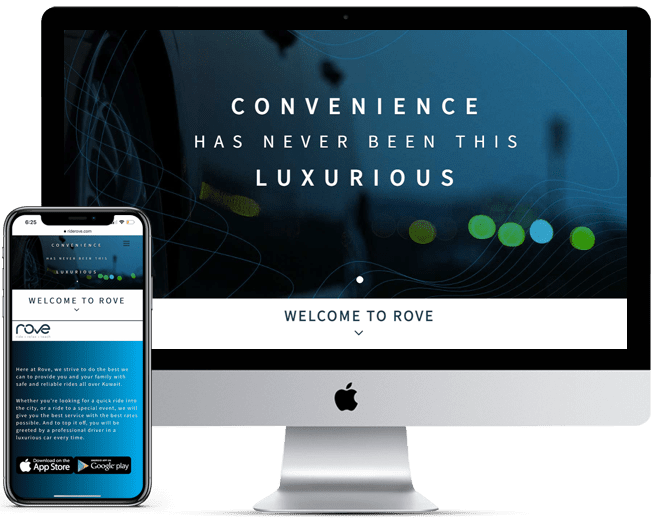 CONVENIENCE
HAS NEVER BEEN THIS
LUXURIOUS
WELCOME TO ROVE
6:25
riderove.com
CONVENIENCE
HAS NEVER BEEN THIS
LUXURIOUS
WELCOME TO ROVE
rove
Here at Rove, we strive to do the best we
can to provide you and your family with
safe and reliable rides all over Kuwait
Whether you're looking for a quick ride into
the city, or a ride to a special event, we will
give you the best service with the best rates
possible. And to top it off, you will be
greeted by a professional driver in a
luxurious car every time.
Download on the
App Store
Google play